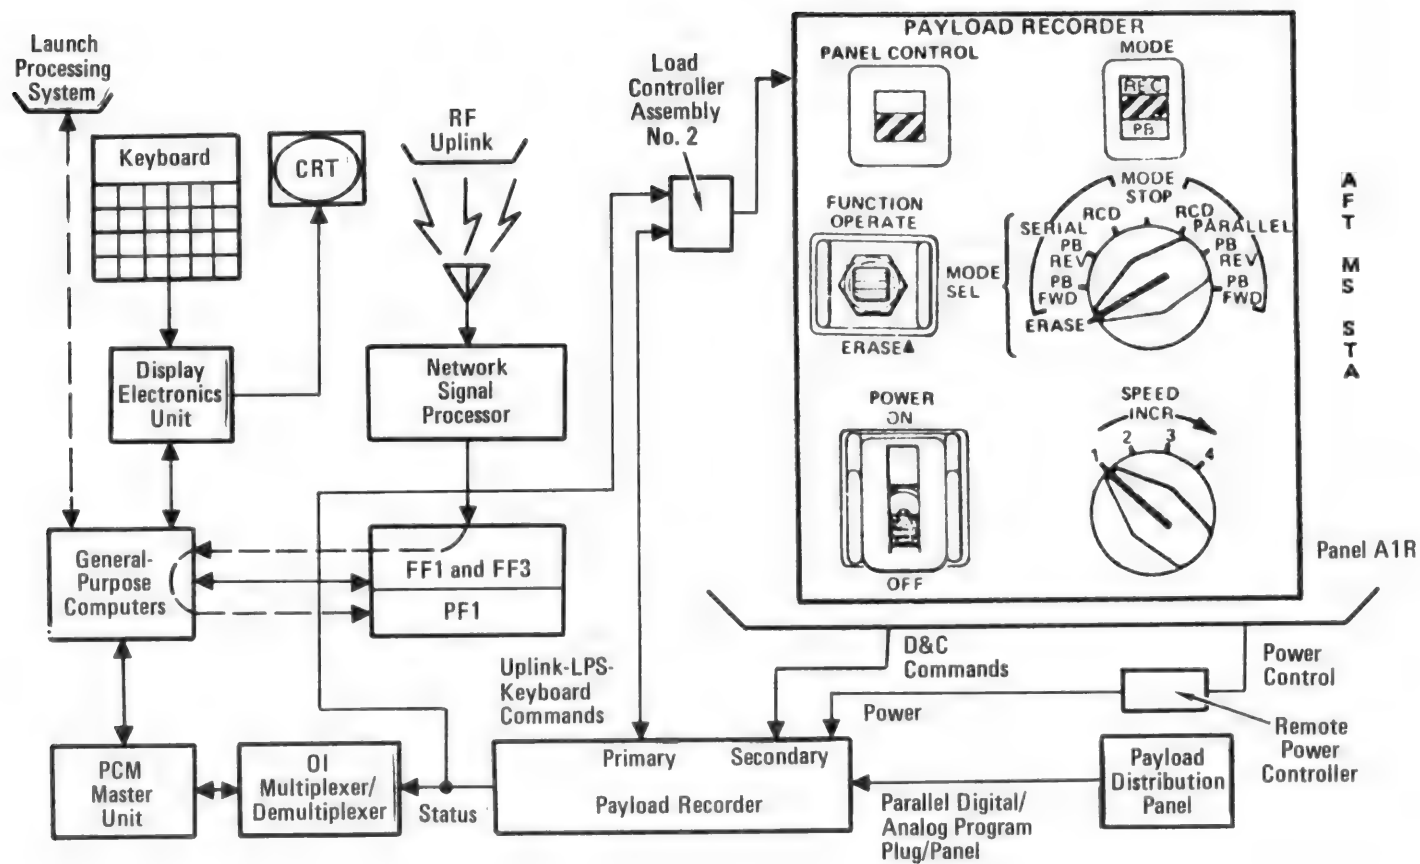 Launch
Processing
System
Keyboard
CRT
RF
Uplink
Load
Controller
Assembly
No. 2
Display
Electronics
Unit
Network
Signal
Processor
General-
Purpose
Computers
FF1 and FF3
PF1
PCM
Master
Unit
OI
Multiplexer/
Demultiplexer
Status
Uplink-LPS-
Keyboard
Commands
Primary
Secondary
Payload Recorder
D&C
Commands
Power
Power
Control
Remote
Power
Controller
Payload
Distribution
Panel
Parallel Digital/
Analog Program
Plug/Panel
PAYLOAD RECORDER
PANEL CONTROL
MODE
REC
PB
FUNCTION
OPERATE
ERASE▲
MODE
SEL
MODE
STOP
RCD
RCD
SERIAL
PARALLEL
PB
REV
PB
REV
PB
FWD
PB
FWD
ERASE
POWER
ON
OFF
SPEED
INCR
1
2
3
4
AFT MS STA
Panel A1R